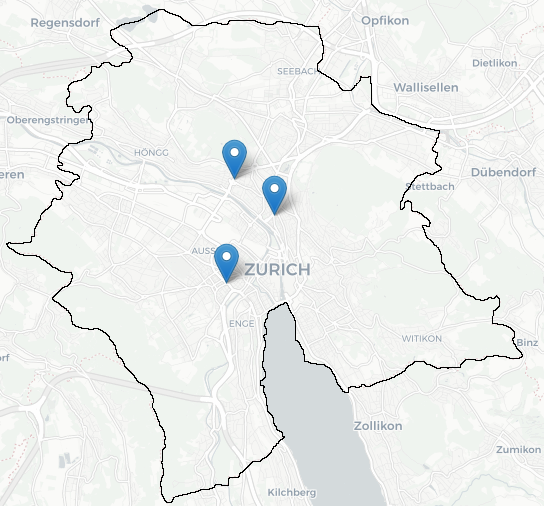 Regensdorf
Opfikon
Dietlikon
SEEBACH
Wallisellen
Oberengstringen
HÖNGG
Dübendorf
eren
Stettbach
AUSS
ZURICH
ENGE
WITIKON
Binz
orf
Zollikon
Zumikon
Kilchberg